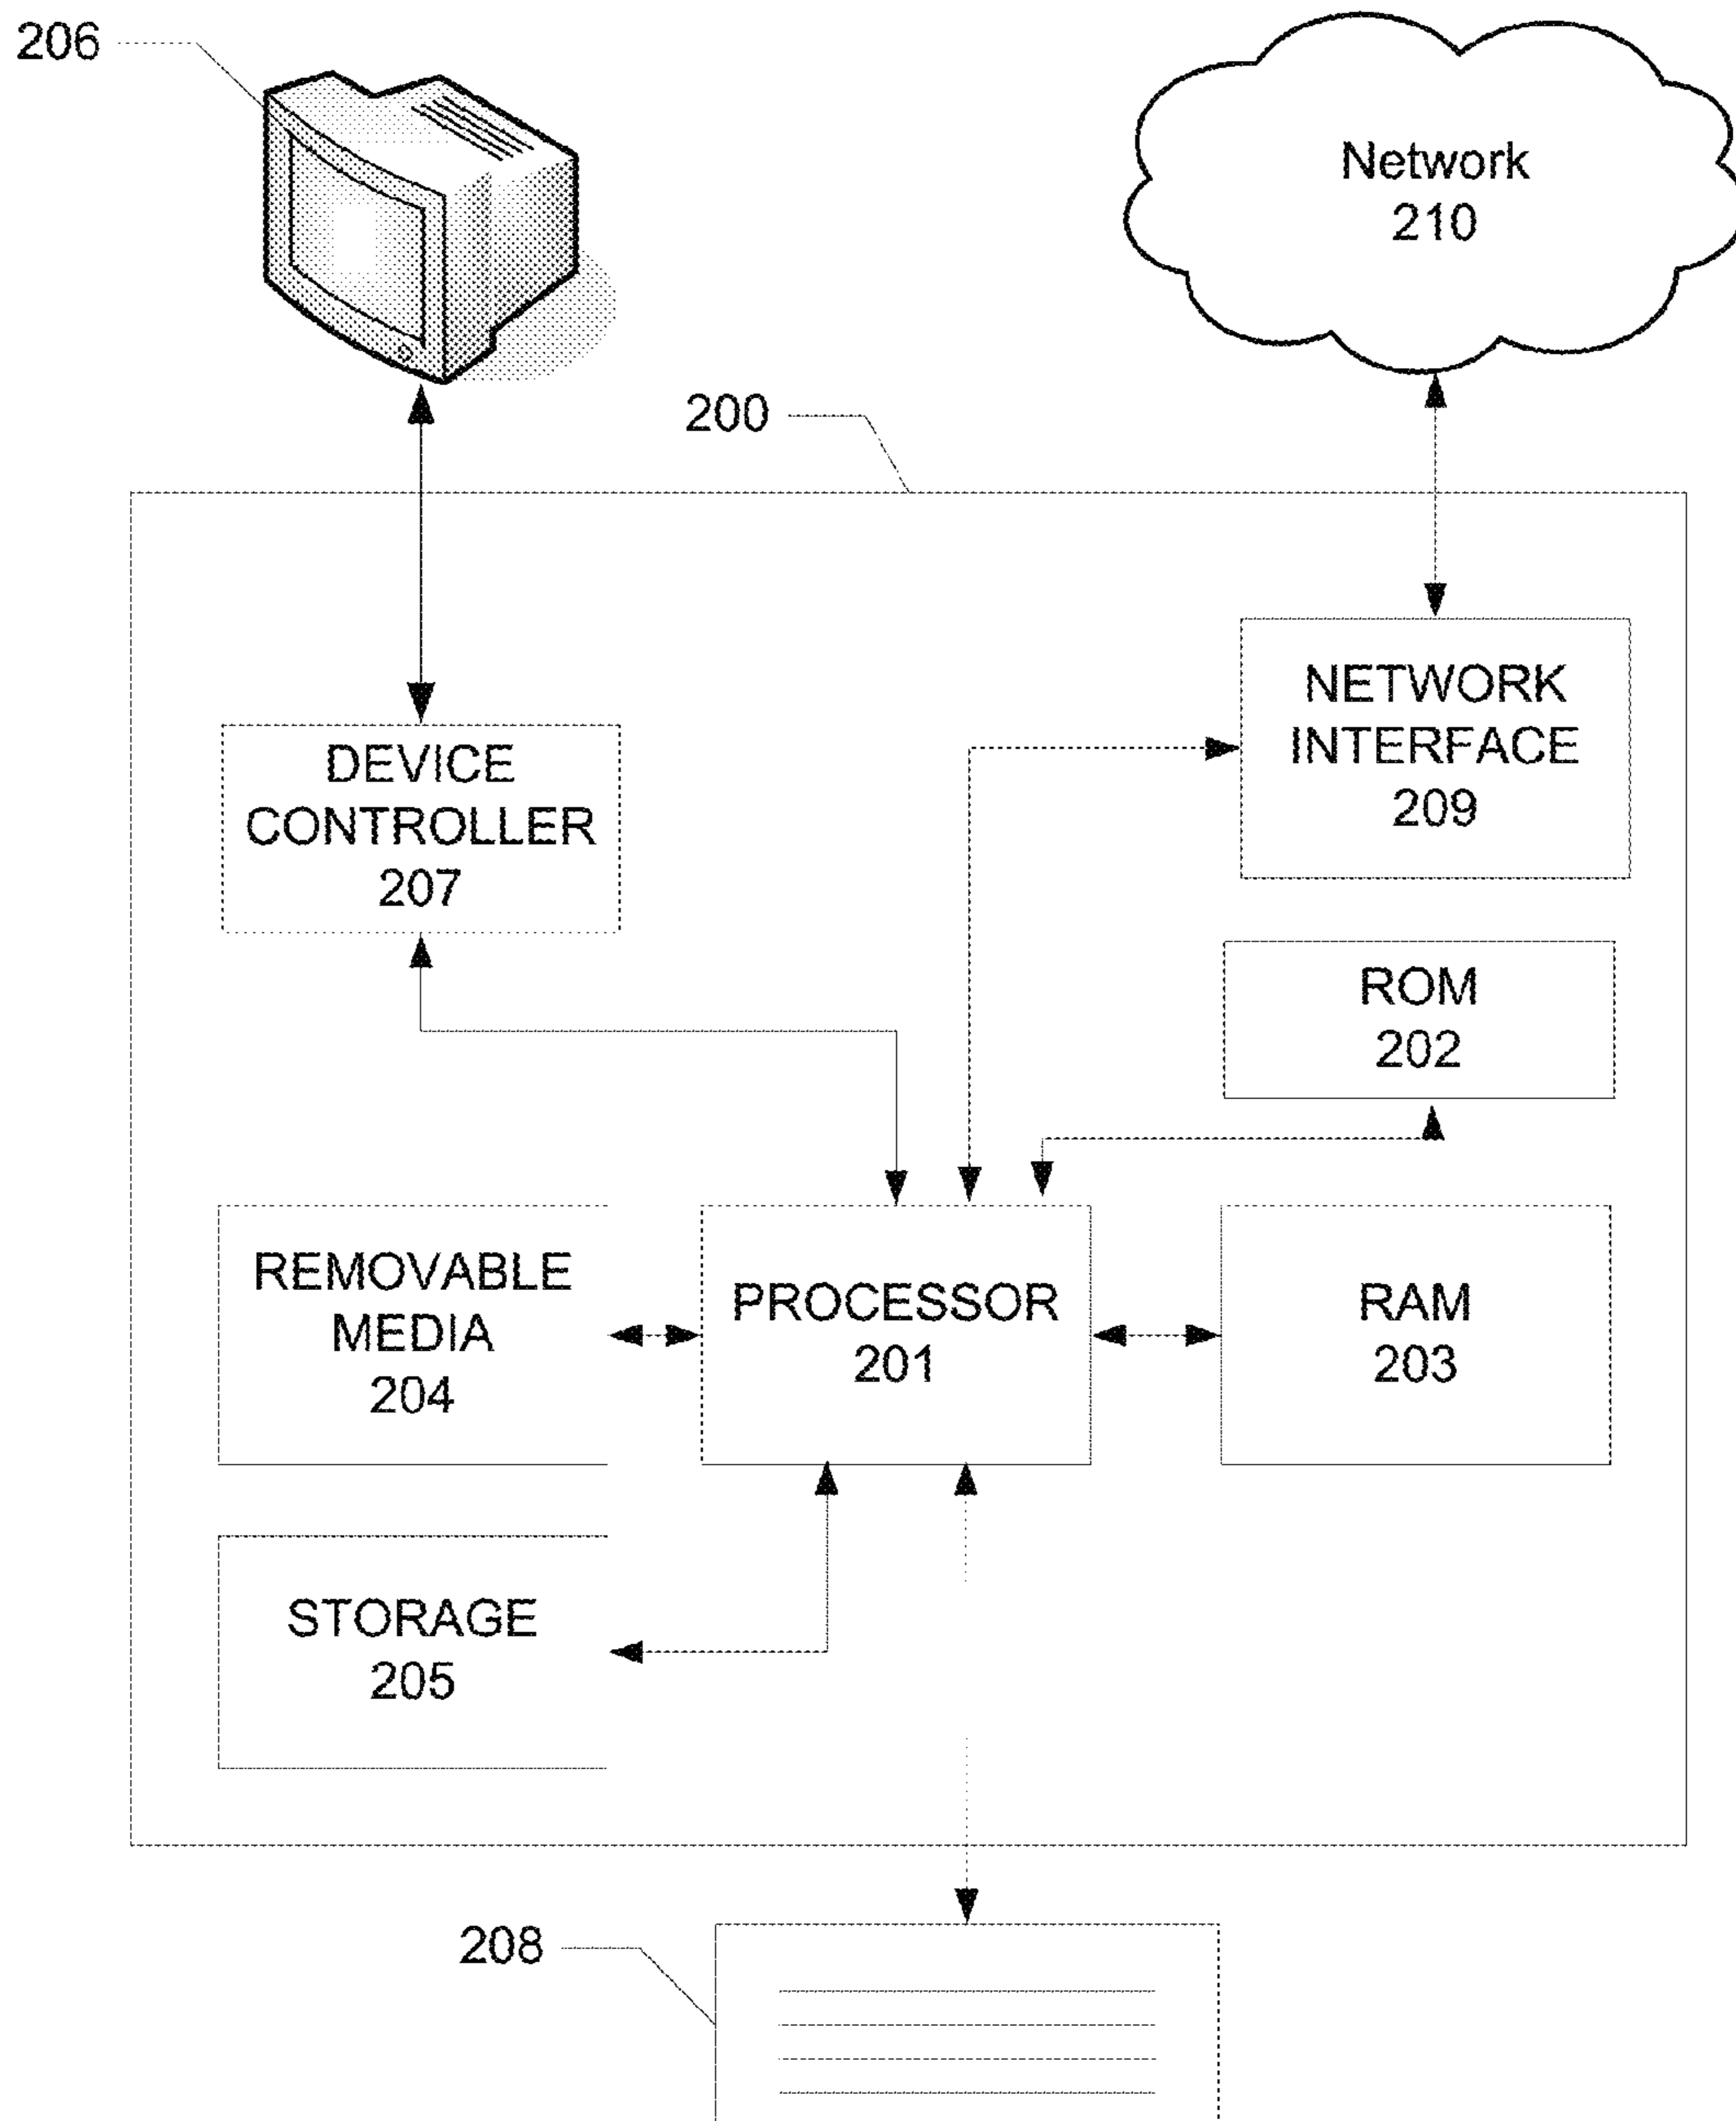 206
Network
210
200
NETWORK
INTERFACE
209
DEVICE
CONTROLLER
207
ROM
202
REMOVABLE
MEDIA
204
PROCESSOR
201
RAM
203
STORAGE
205
208